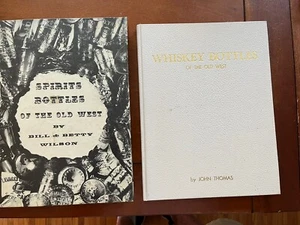 SPIRITS
BOTTLES
OF THE OLD WEST
BY
BILL & BETTY
WILSON
WHISKEY BOTTLES
OF THE OLD WEST
by JOHN THOMAS